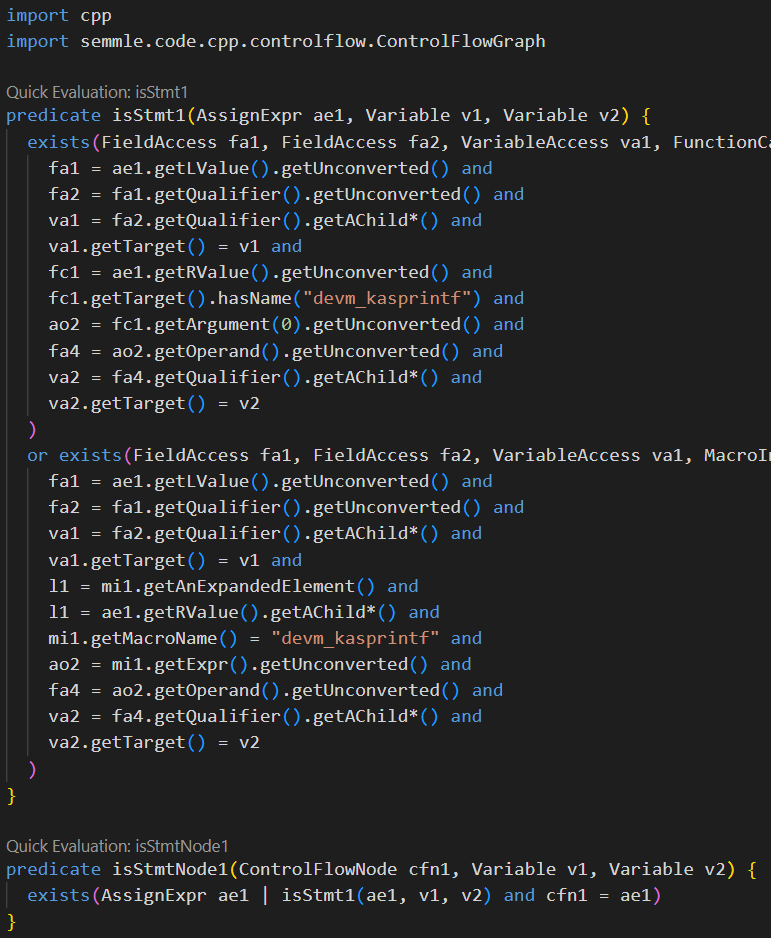 import cpp
import semmle.code.cpp.controlflow.ControlFlowGraph
Quick Evaluation: isStmt1
predicate isStmt1(AssignExpr ae1, Variable v1, Variable v2) {
exists(FieldAccess fa1, FieldAccess fa2, VariableAccess va1, FunctionCa
fa1 = ae1.getLValue().getUnconverted() and
fa2 = fa1.getQualifier().getUnconverted() and
va1 = fa2.getQualifier().getAChild*() and
va1.getTarget() = v1 and
fc1 = ae1.getRValue().getUnconverted() and
fc1.getTarget().hasName("devm_kasprintf") and
ao2 = fc1.getArgument(0).getUnconverted() and
fa4 = ao2.getOperand().getUnconverted() and
va2 = fa4.getQualifier().getAChild*() and
va2.getTarget() = v2
)
or exists(FieldAccess fa1, FieldAccess fa2, VariableAccess va1, MacroIn
fa1 = ae1.getLValue().getUnconverted() and
fa2 = fa1.getQualifier().getUnconverted() and
va1 = fa2.getQualifier().getAChild*() and
va1.getTarget() = v1 and
l1 = mi1.getAnExpandedElement() and
l1 = ae1.getRValue().getAChild*() and
mi1.getMacroName() = "devm_kasprintf" and
ao2 = mi1.getExpr().getUnconverted() and
fa4 = ao2.getOperand().getUnconverted() and
va2 = fa4.getQualifier().getAChild*() and
va2.getTarget() = v2
)
}
Quick Evaluation: isStmtNode1
predicate isStmtNode1(ControlFlowNode cfn1, Variable v1, Variable v2) {
exists(AssignExpr ae1 | isStmt1(ae1, v1, v2) and cfn1 = ae1)
}